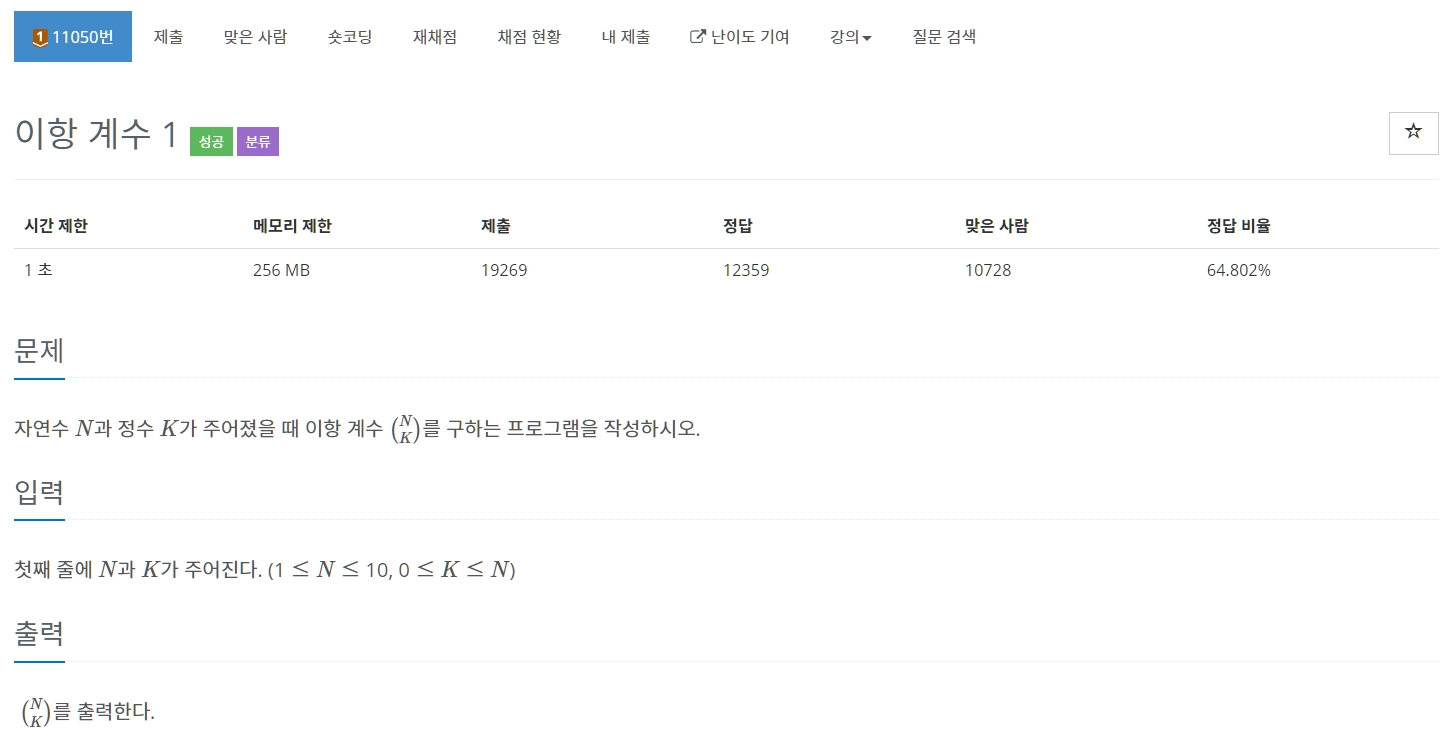 1 11050번 제출 맞은 사람 숏코딩 재채점 채점 현황 내 제출 난이도 기여 강의 질문 검색
이항 계수 1 성공 분류
시간 제한 메모리 제한 제출 정답 맞은 사람 정답 비율
1 초 256 MB 19269 12359 10728 64.802%
문제
자연수 N과 정수 K가 주어졌을 때 이항 계수 (N K)를 구하는 프로그램을 작성하시오.
입력
첫째 줄에 N과 K가 주어진다. (1 ≤ N ≤ 10, 0 ≤ K ≤ N)
출력
(N K)를 출력한다.